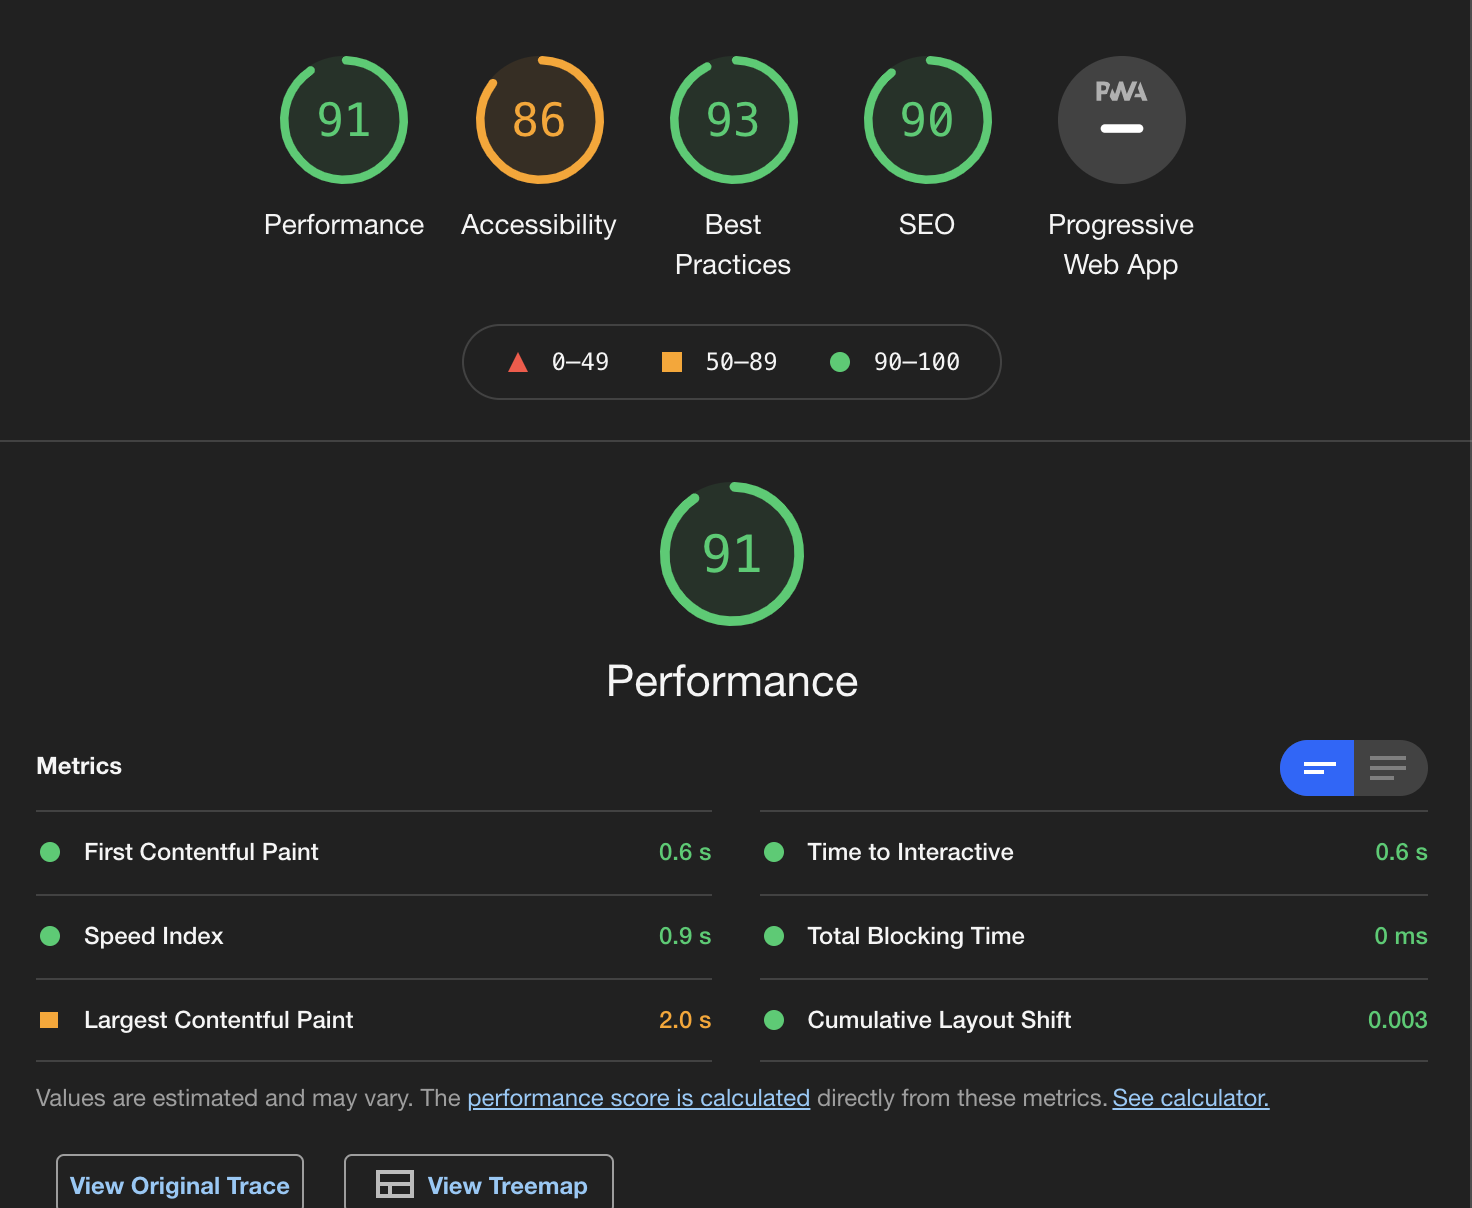 91
86
93
90
PWA
Performance
Accessibility
Best
Practices
SEO
Progressive
Web App
0–49
50–89
90–100
91
Performance
Metrics
First Contentful Paint
0.6 s
Time to Interactive
0.6 s
Speed Index
0.9 s
Total Blocking Time
0 ms
Largest Contentful Paint
2.0 s
Cumulative Layout Shift
0.003
Values are estimated and may vary. The performance score is calculated directly from these metrics. See calculator.
View Original Trace
View Treemap